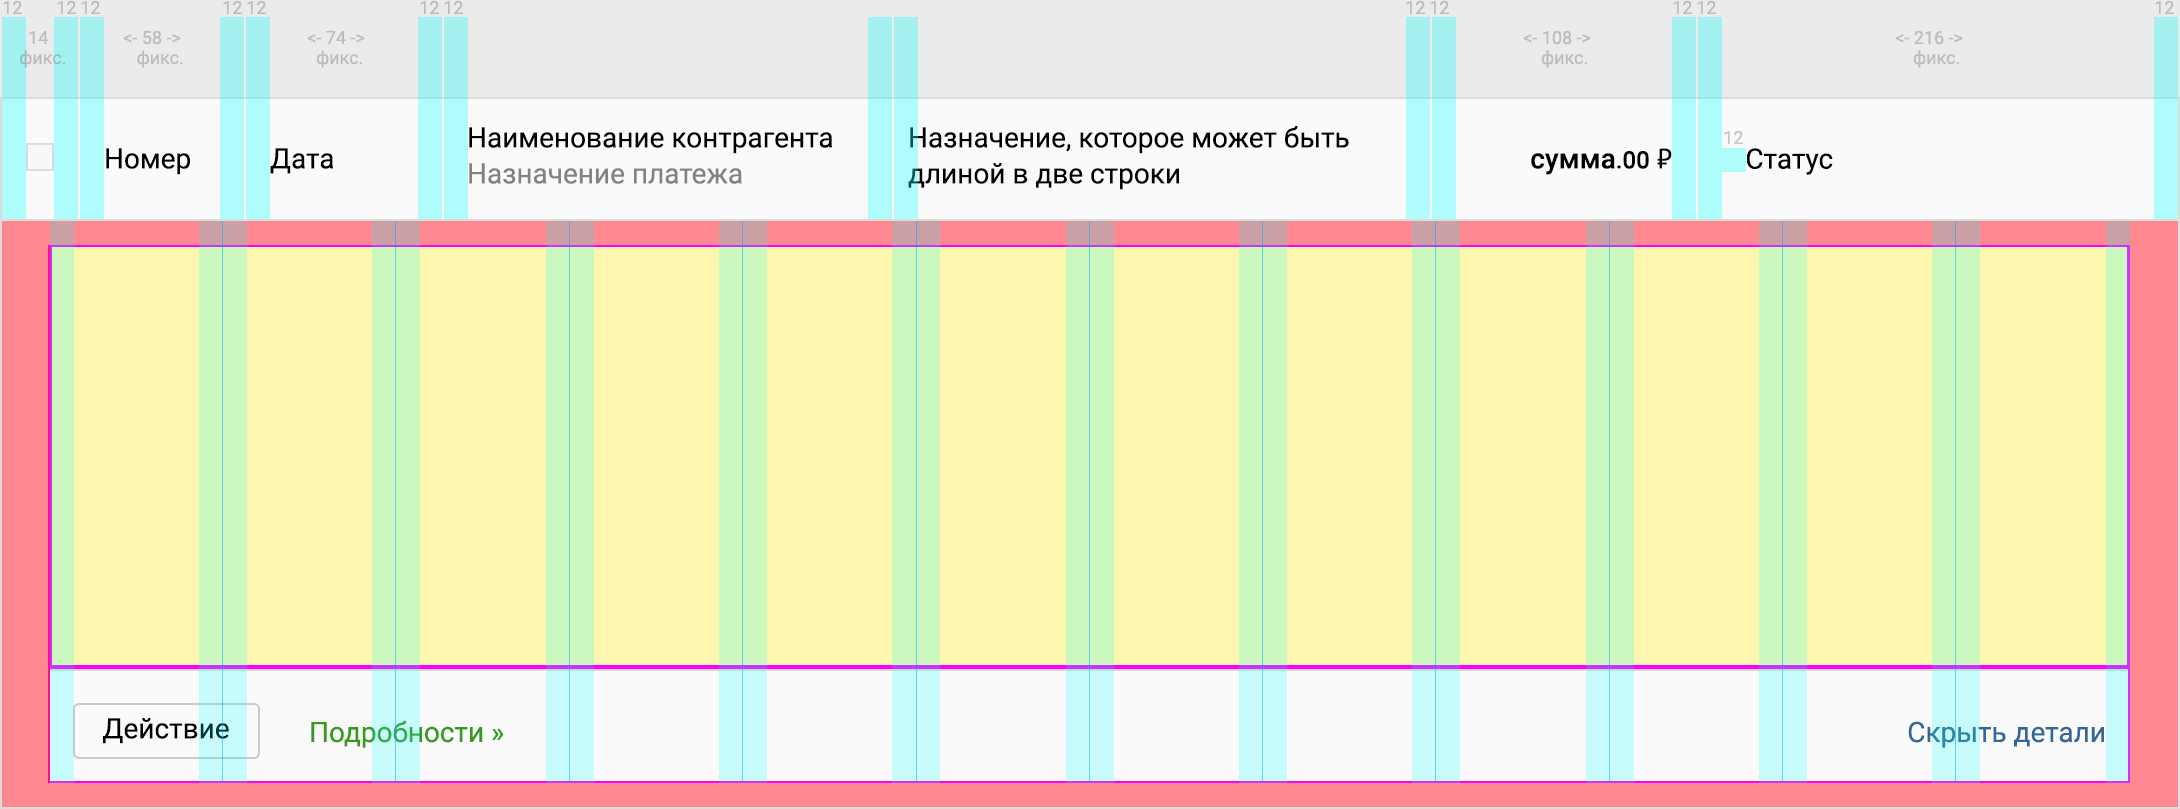 12 12 12 12 12 12 12 12 12 12 12 12
14 <- 58 -> <- 74 -> <- 108 -> <- 216 ->
фикс. фикс. фикс. фикс. фикс.
12
Номер Дата Наименование контрагента Назначение, которое может быть сумма.00 ₽ Статус
Назначение платежа длиной в две строки
Действие Подробности » Скрыть детали